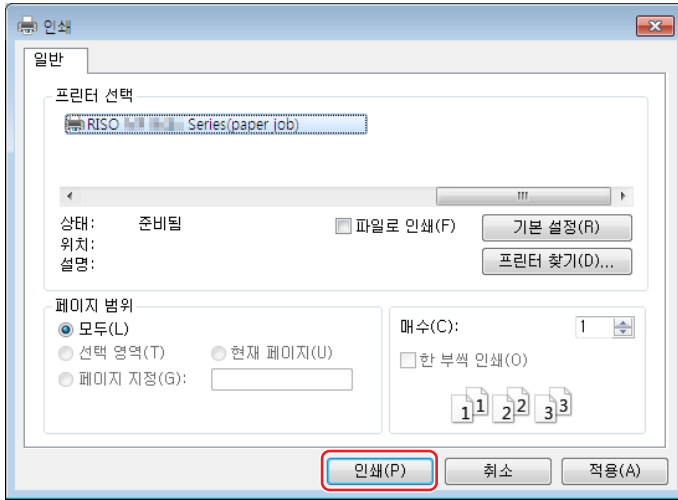 인쇄
일반
프린터 선택
RISO Series(paper job)
상태: 준비됨 파일로 인쇄(F) 기본 설정(R)
위치:
설명: 프린터 찾기(D)...
페이지 범위
모두(L)
선택 영역(T) 현재 페이지(U)
페이지 지정(G):
매수(C): 1
한 부씩 인쇄(O)
1 1 2 2 3 3
인쇄(P) 취소 적용(A)